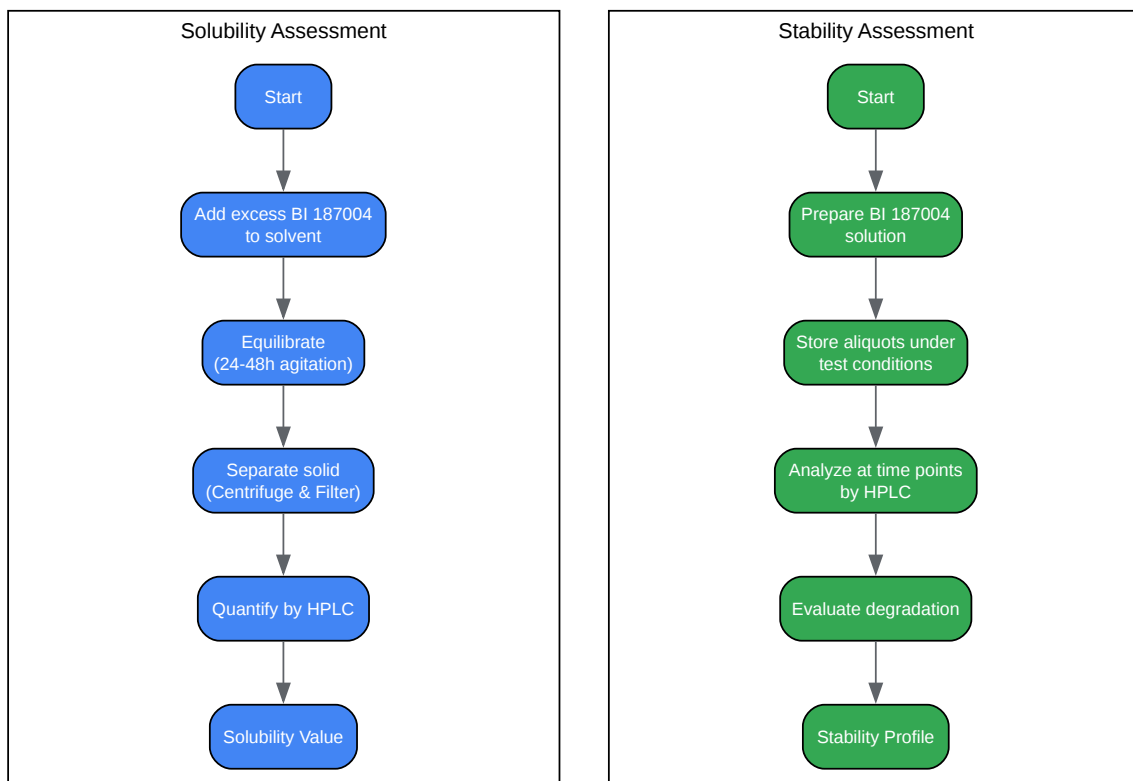 Solubility Assessment
Start
Add excess BI 187004
to solvent
Equilibrate
(24-48h agitation)
Separate solid
(Centrifuge & Filter)
Quantify by HPLC
Solubility Value
Stability Assessment
Start
Prepare BI 187004
solution
Store aliquots under
test conditions
Analyze at time points
by HPLC
Evaluate degradation
Stability Profile